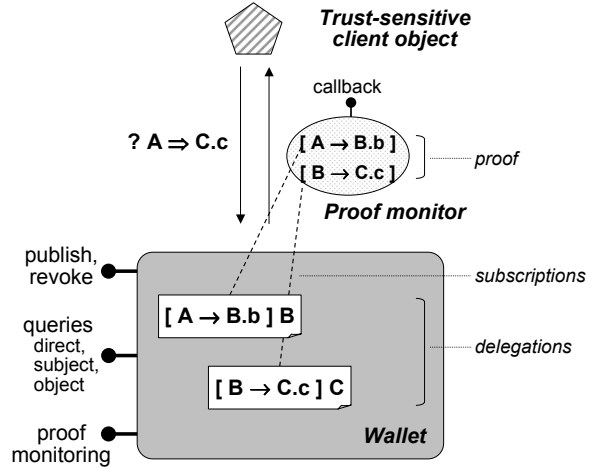 Trust-sensitive
client object
callback
? A ⇒ C.c
[ A → B.b ]
[ B → C.c ]
proof
Proof monitor
publish,
revoke
subscriptions
[ A → B.b ] B
queries
direct,
subject,
object
delegations
[ B → C.c ] C
proof
monitoring
Wallet